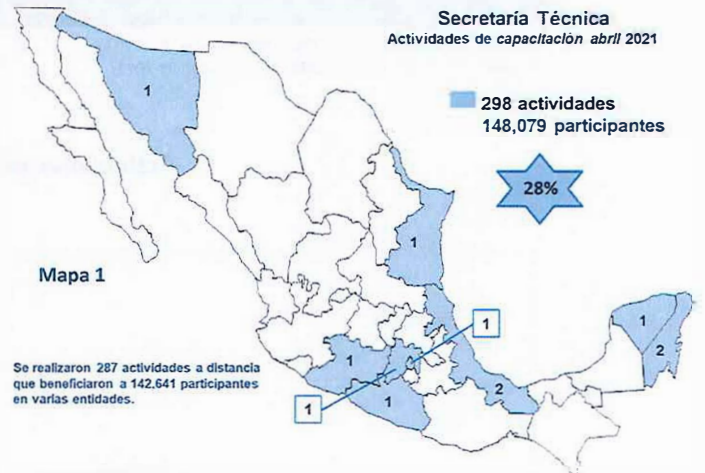 Secretaría Técnica
Actividades de capacitación abril 2021
298 actividades
148,079 participantes
28%
Mapa 1
1
1
1
1
2
1
2
1
1
Se realizaron 287 actividades a distancia
que beneficiaron a 142,641 participantes
en varias entidades.